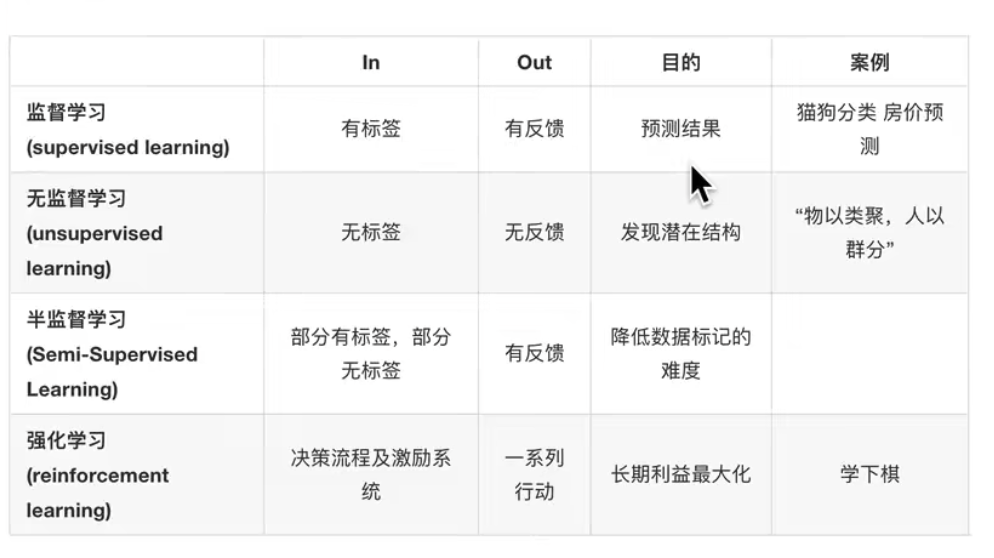 In Out 目的 案例
监督学习
(supervised learning)
有标签
有反馈
预测结果
猫狗分类 房价预
测
无监督学习
(unsupervised
learning)
无标签
无反馈
发现潜在结构
“物以类聚，人以
群分”
半监督学习
(Semi-Supervised
Learning)
部分有标签，部分
无标签
有反馈
降低数据标记的
难度
强化学习
(reinforcement
learning)
决策流程及激励系
统
一系列
行动
长期利益最大化
学下棋